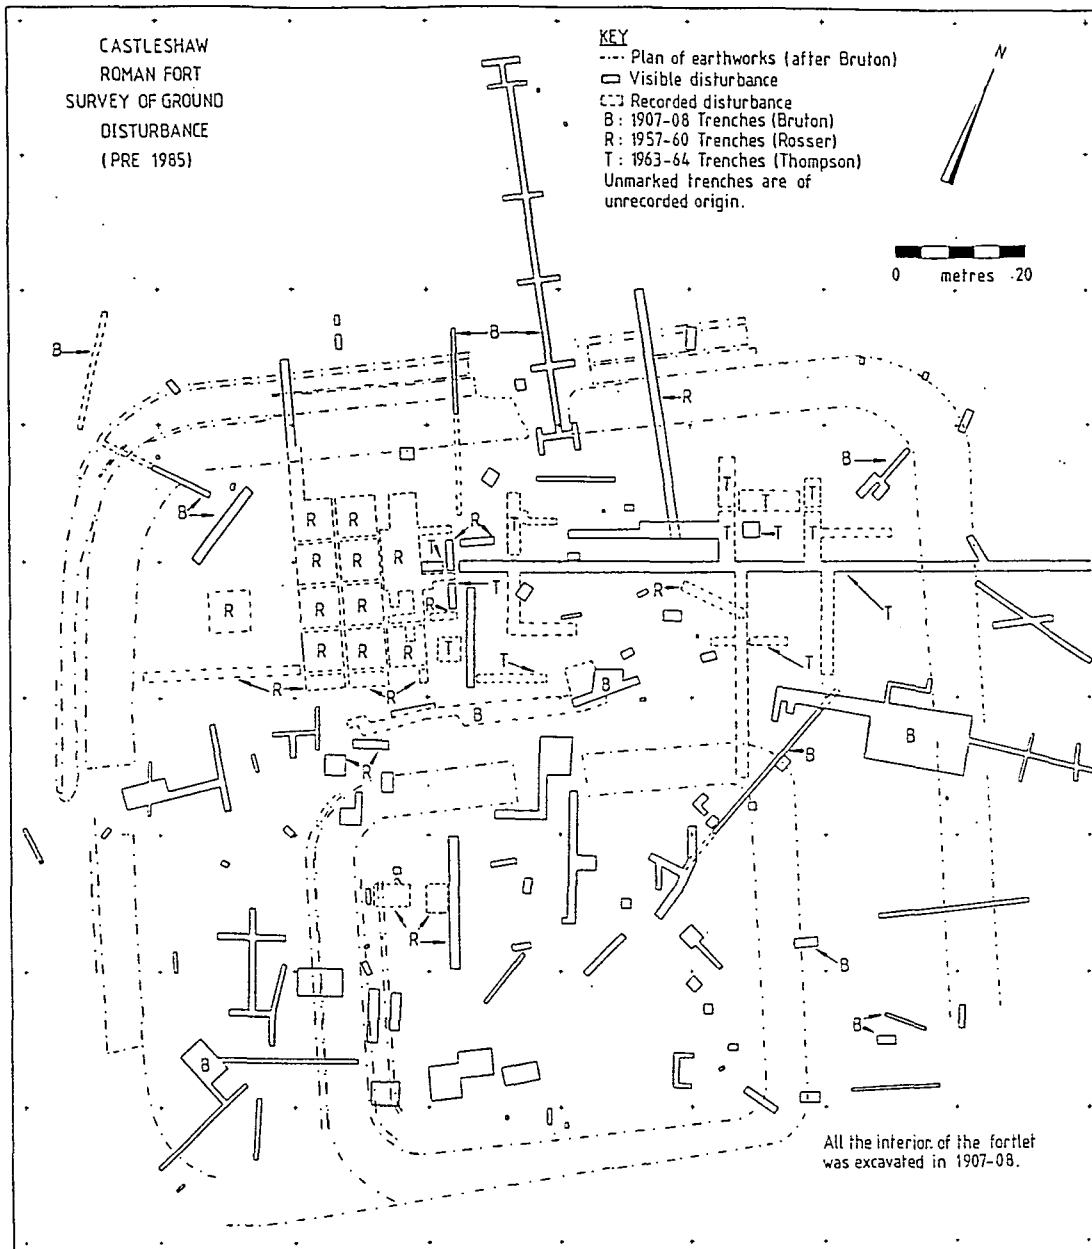 CASTLESHAW
ROMAN FORT
SURVEY OF GROUND
DISTURBANCE
(PRE 1985)
KEY
Plan of earthworks (after Bruton)
Visible disturbance
Recorded disturbance
B: 1907-08 Trenches (Bruton)
R: 1957-60 Trenches (Rosser)
T: 1963-64 Trenches (Thompson)
Unmarked trenches are of
unrecorded origin.
N
0 metres 20
B
B
R
B
B
T
T
T
R
R
R
T
R
T
T
T
T
R
R
T
R
R
R
R
R
T
R
R
R
T
T
T
R
R
B
B
B
R
B
R
B
B
B
All the interior of the fortlet
was excavated in 1907-08.